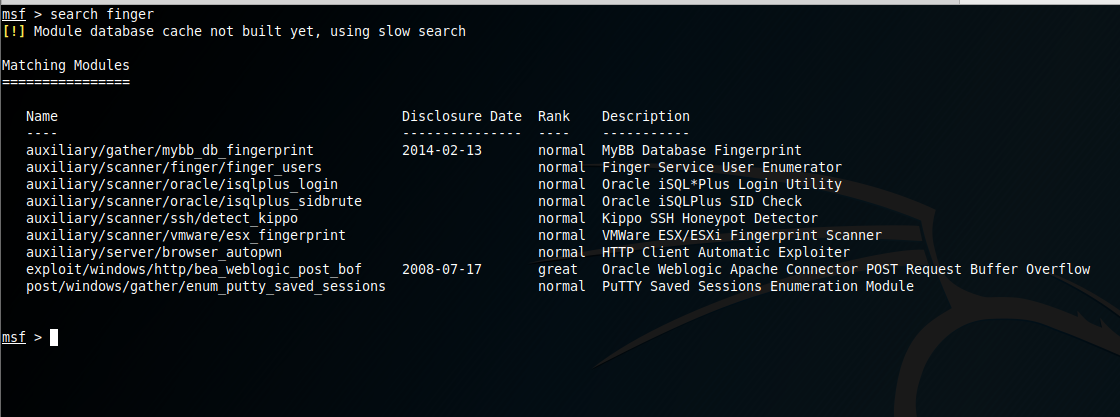 msf > search finger
[!] Module database cache not built yet, using slow search
Matching Modules
================
Name Disclosure Date Rank Description
---- --------------- ---- -----------
auxiliary/gather/mybb_db_fingerprint 2014-02-13 normal MyBB Database Fingerprint
auxiliary/scanner/finger/finger_users normal Finger Service User Enumerator
auxiliary/scanner/oracle/isqlplus_login normal Oracle iSQL*Plus Login Utility
auxiliary/scanner/oracle/isqlplus_sidbrute normal Oracle iSQLPlus SID Check
auxiliary/scanner/ssh/detect_kippo normal Kippo SSH Honeypot Detector
auxiliary/scanner/vmware/esx_fingerprint normal VMWare ESX/ESXi Fingerprint Scanner
auxiliary/server/browser_autopwn normal HTTP Client Automatic Exploiter
exploit/windows/http/bea_weblogic_post_bof 2008-07-17 great Oracle Weblogic Apache Connector POST Request Buffer Overflow
post/windows/gather/enum_putty_saved_sessions normal PuTTY Saved Sessions Enumeration Module
msf >